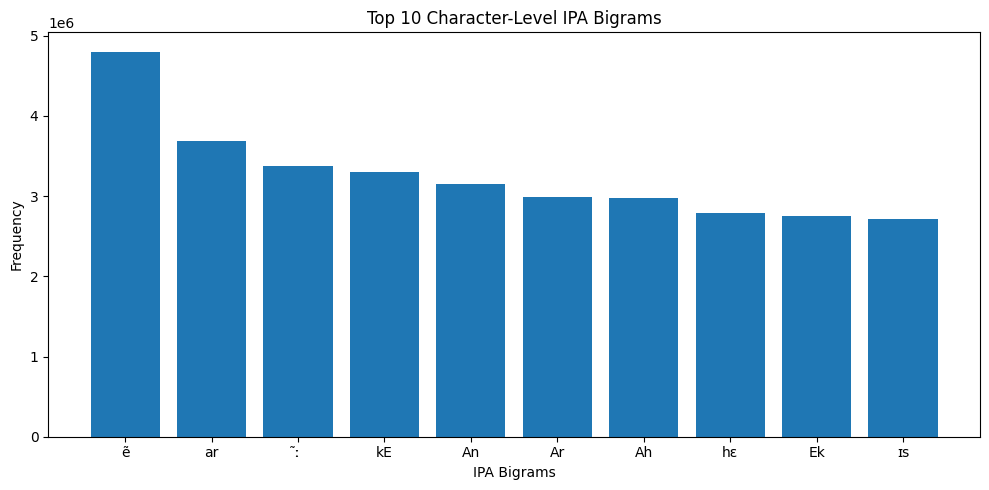 Top 10 Character-Level IPA Bigrams
1e6
5
4
3
2
1
0
Frequency
ẽ ar ̃ː kE An Ar Ah hɛ Ek ɪs
IPA Bigrams